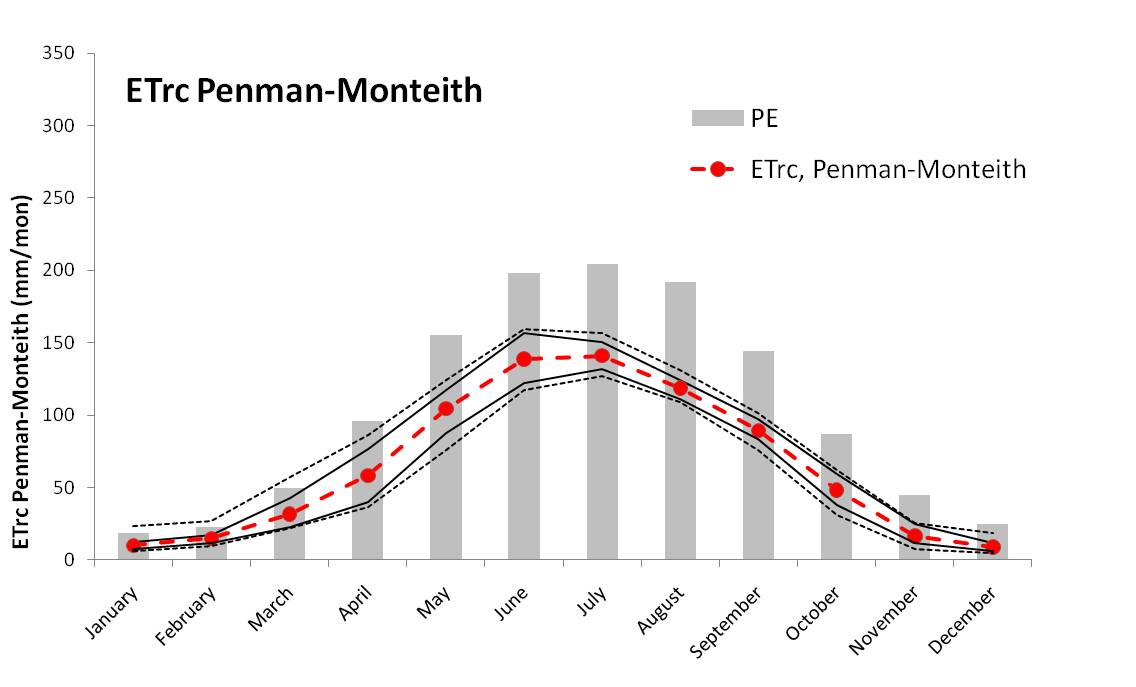 350
ETrc Penman-Monteith
PE
300
ETrc, Penman-Monteith
250
200
150
100
50
0
ETrc Penman-Monteith (mm/mon)
January
February
March
April
May
June
July
August
September
October
November
December